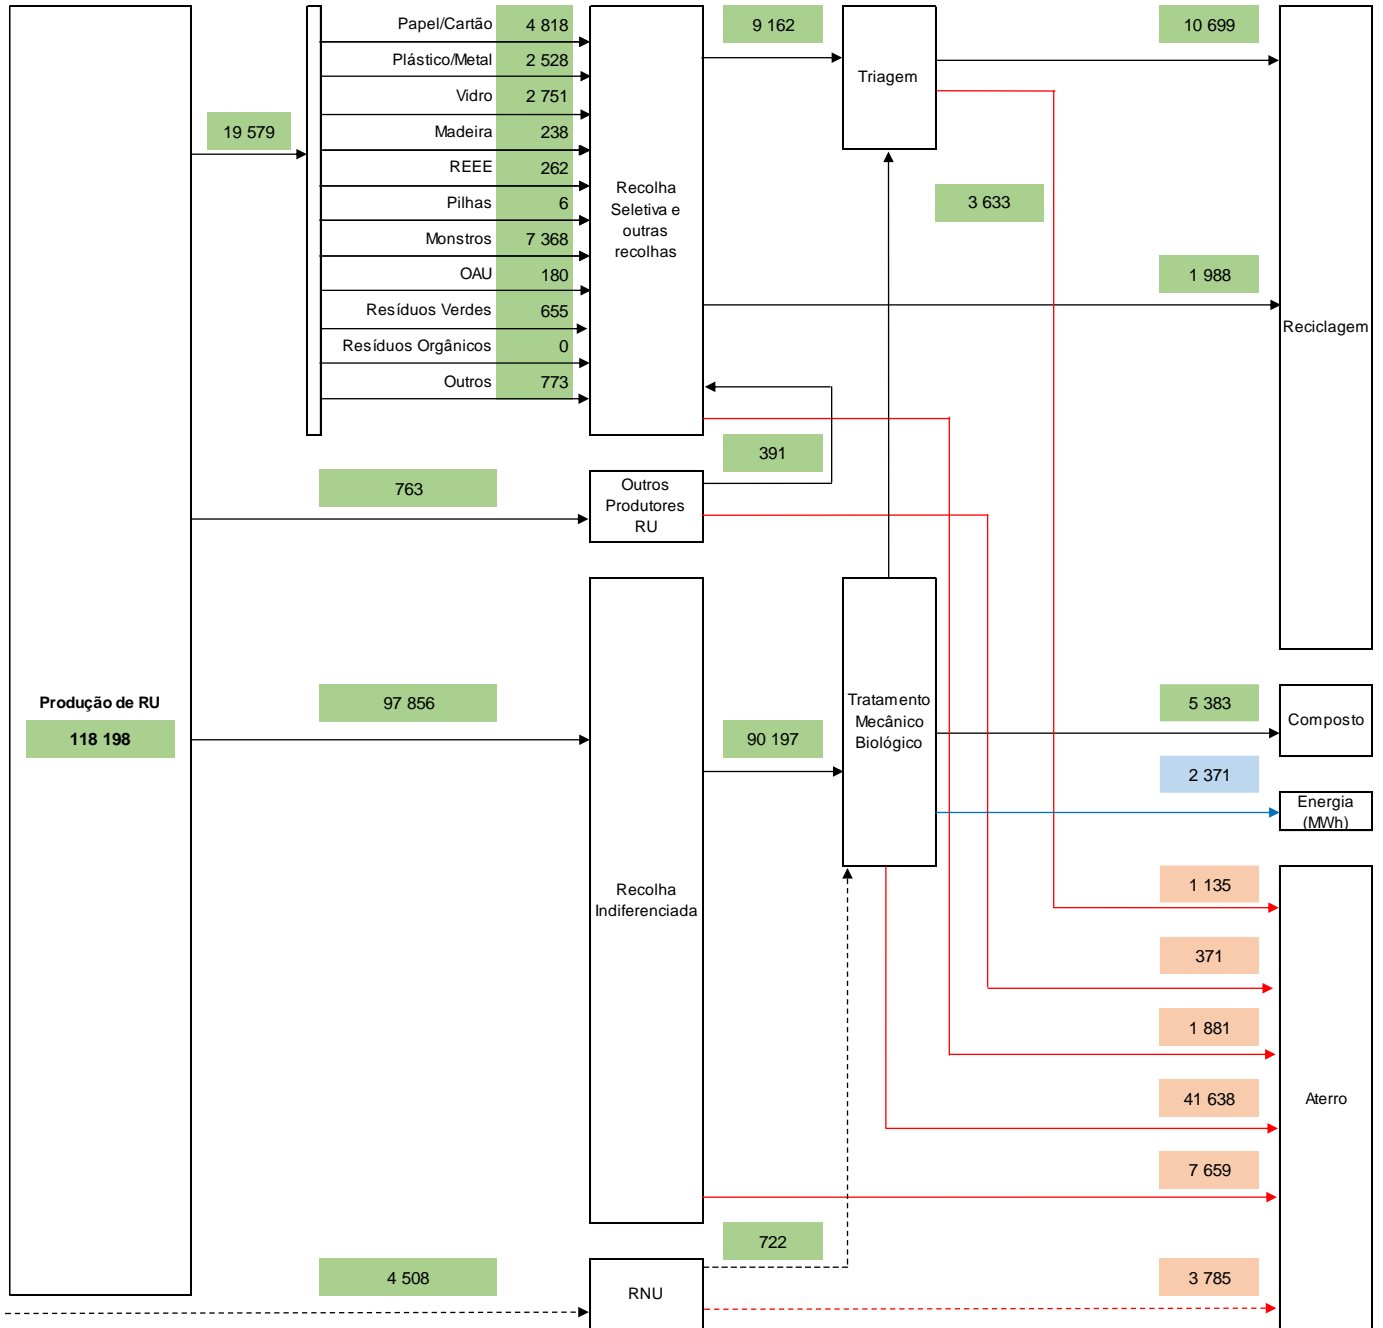 Papel/Cartão 4 818
Plástico/Metal 2 528
Vidro 2 751
Madeira 238
REEE 262
Pilhas 6
Monstros 7 368
OAU 180
Resíduos Verdes 655
Resíduos Orgânicos 0
Outros 773
19 579
9 162
10 699
Triagem
3 633
Recolha
Seletiva e
outras
recolhas
1 988
Reciclagem
391
763
Outros
Produtores
RU
Produção de RU
118 198
97 856
90 197
Tratamento
Mecânico
Biológico
5 383
Composto
2 371
Energia
(MWh)
Recolha
Indiferenciada
1 135
371
1 881
41 638
Aterro
7 659
722
4 508
RNU
3 785